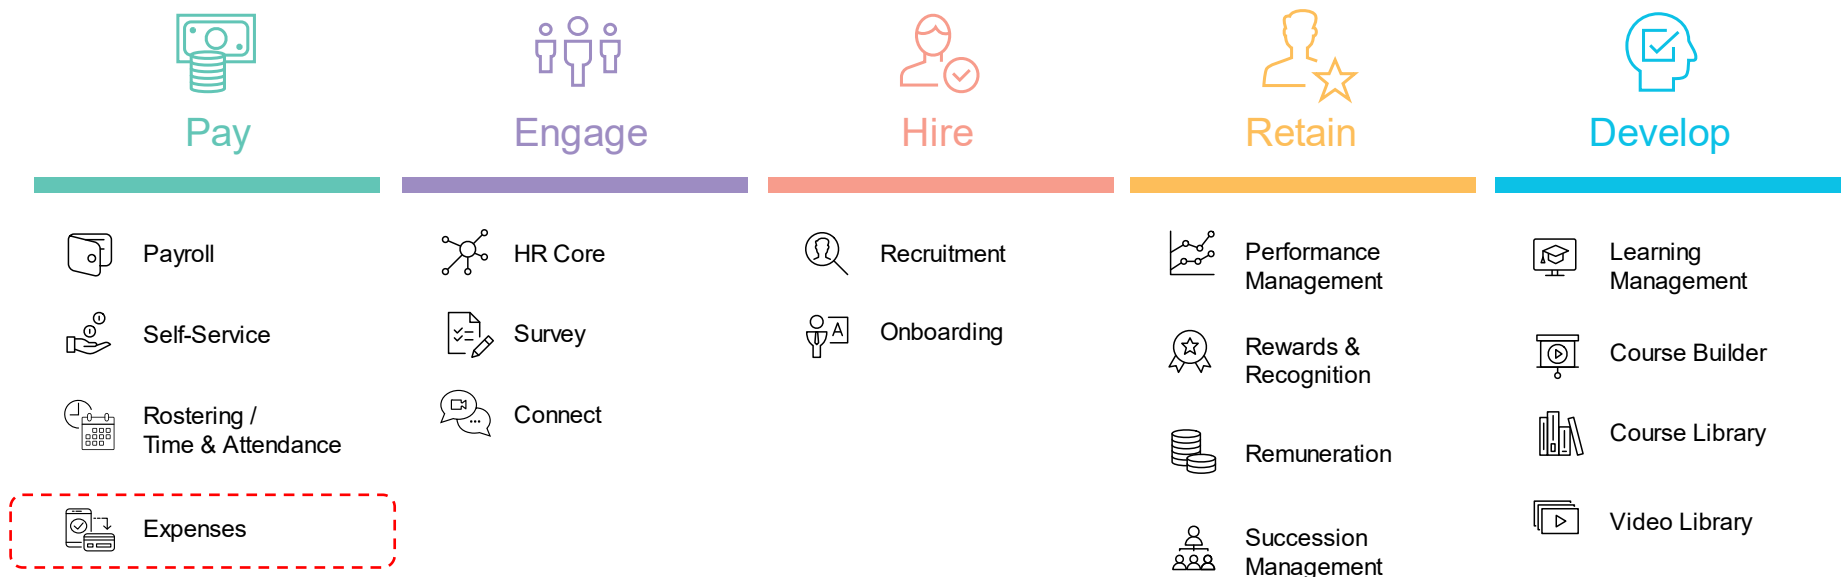 Pay
Engage
Hire
Retain
Develop
Payroll
Self-Service
Rostering /
Time & Attendance
Expenses
HR Core
Survey
Connect
Recruitment
Onboarding
A
Performance
Management
Rewards &
Recognition
Remuneration
Succession
Management
Learning
Management
Course Builder
Course Library
Video Library